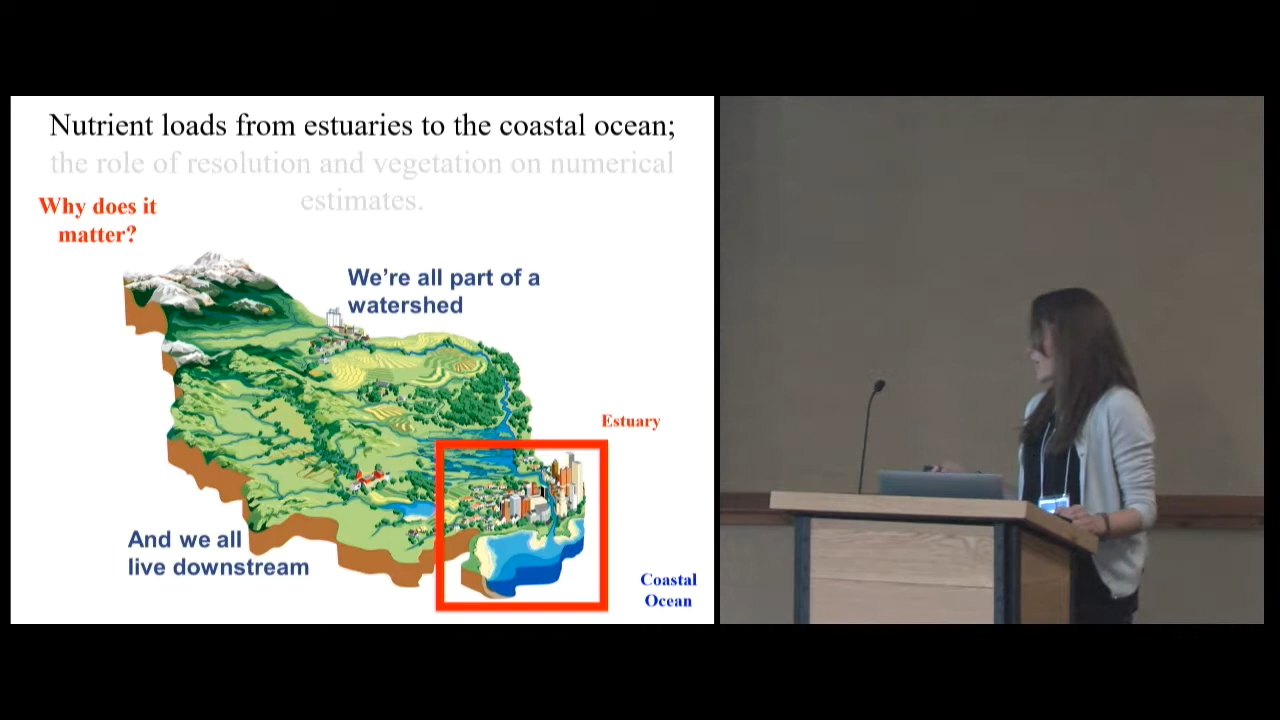 Nutrient loads from estuaries to the coastal ocean;
the role of resolution and vegetation on numerical
estimates.
Why does it
matter?
We're all part of a
watershed
Estuary
And we all
live downstream
Coastal
Ocean